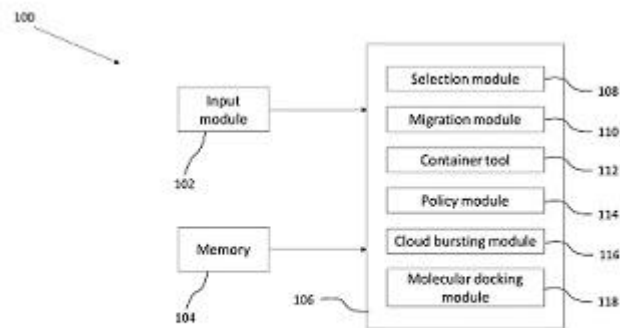 100
Selection module
108
Input
module
Migration module
110
102
Container tool
112
Policy module
114
Memory
Cloud bursting module
116
104
106
Molecular docking
module
118